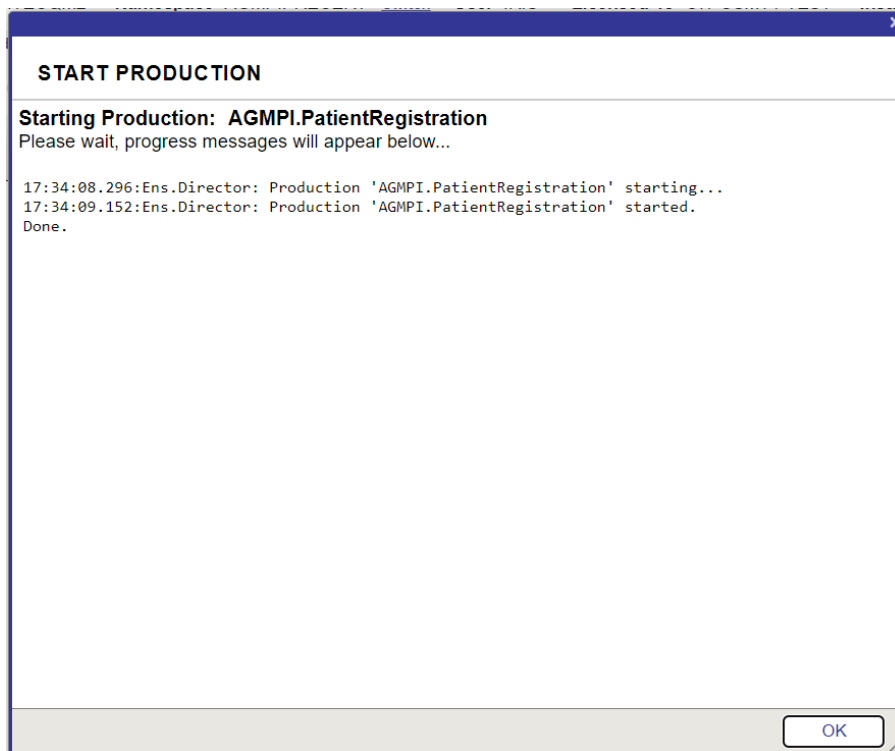 START PRODUCTION
Starting Production: AGMPI.PatientRegistration
Please wait, progress messages will appear below...
17:34:08.296:Ens.Director: Production 'AGMPI.PatientRegistration' starting...
17:34:09.152:Ens.Director: Production 'AGMPI.PatientRegistration' started.
Done.
OK